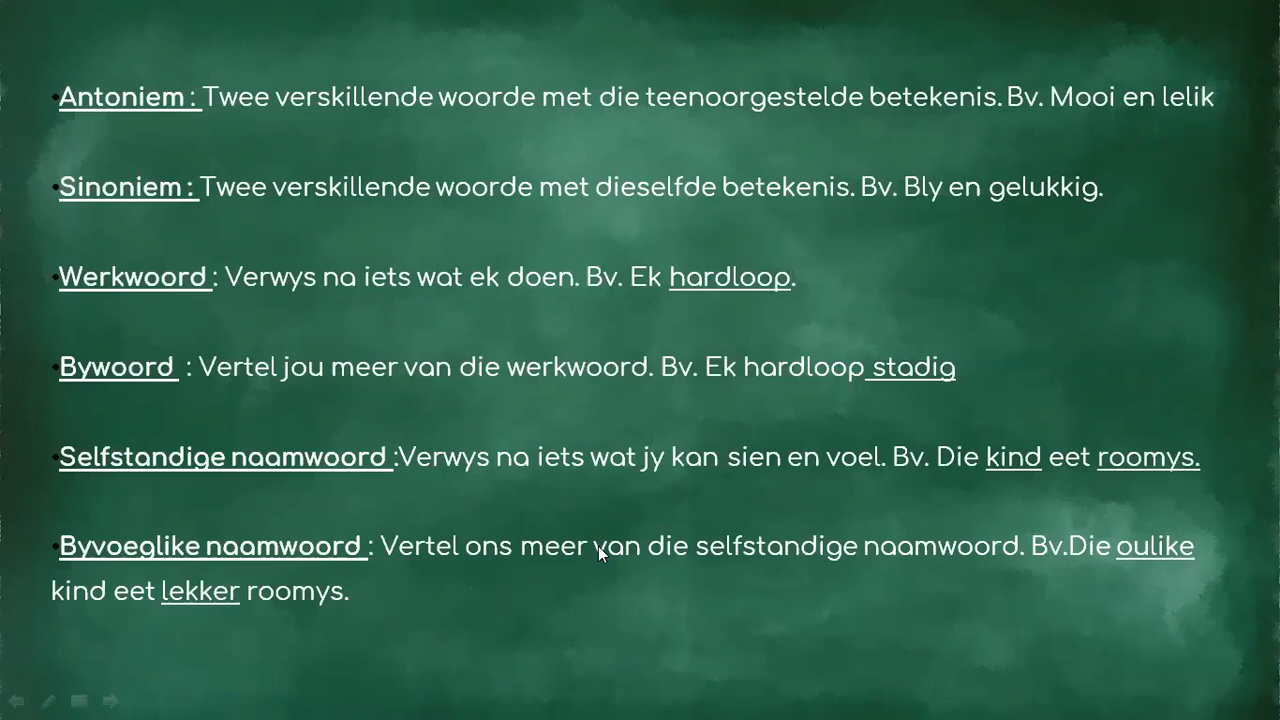 •Antoniem : Twee verskillende woorde met die teenoorgestelde betekenis. Bv. Mooi en lelik
•Sinoniem : Twee verskillende woorde met dieselfde betekenis. Bv. Bly en gelukkig.
•Werkwoord : Verwys na iets wat ek doen. Bv. Ek hardloop.
•Bywoord : Vertel jou meer van die werkwoord. Bv. Ek hardloop stadig
•Selfstandige naamwoord :Verwys na iets wat jy kan sien en voel. Bv. Die kind eet roomys.
•Byvoeglike naamwoord : Vertel ons meer van die selfstandige naamwoord. Bv.Die oulike
kind eet lekker roomys.